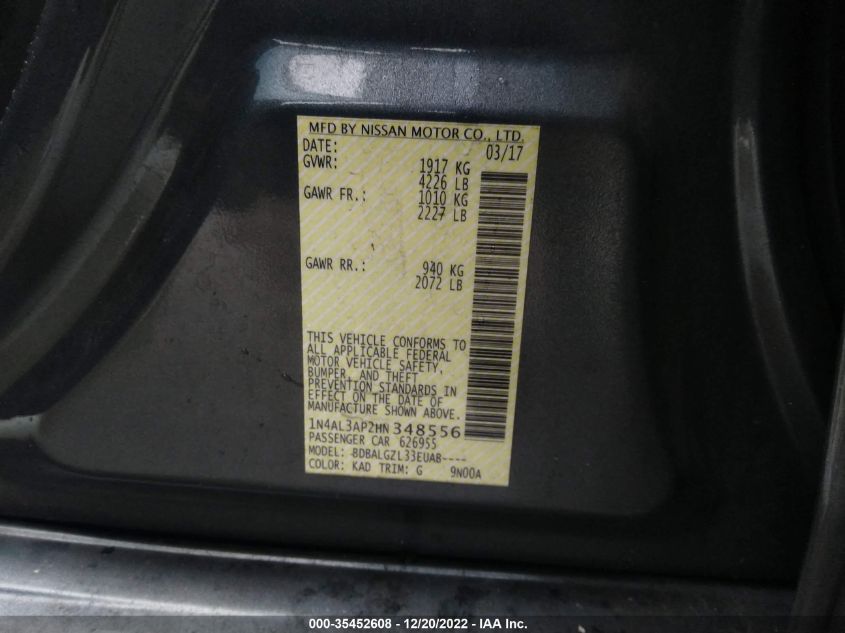 MFD BY NISSAN MOTOR CO., LTD.
DATE: 03/17
GVWR: 1917 KG
4226 LB
GAWR FR.: 1010 KG
2227 LB
GAWR RR.: 940 KG
2072 LB
THIS VEHICLE CONFORMS TO
ALL APPLICABLE FEDERAL
MOTOR VEHICLE SAFETY,
BUMPER, AND THEFT
PREVENTION STANDARDS IN
EFFECT ON THE DATE OF
MANUFACTURE SHOWN ABOVE.
1N4AL3AP2HN348556
PASSENGER CAR 626955
MODEL: BDBALGZL33EUAB----
COLOR: KAD TRIM: G 9N00A
000-35452608 - 12/20/2022 - IAA Inc.